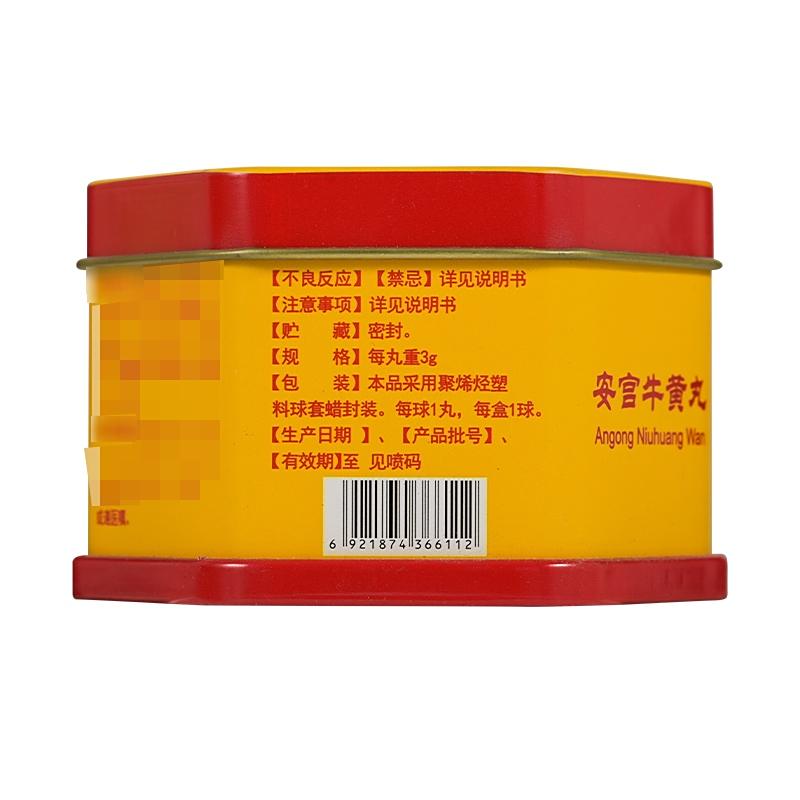 【不良反应】【禁忌】详见说明书
【注意事项】详见说明书
【贮 藏】密封。
【规 格】每丸重3g
【包 装】本品采用聚烯烃塑
料球套蜡封装。每球1丸，每盒1球。
【生产日期 】、【产品批号】、
【有效期】至 见喷码
6 921874 366112
安宫牛黄丸
Angong Niuhuang Wan